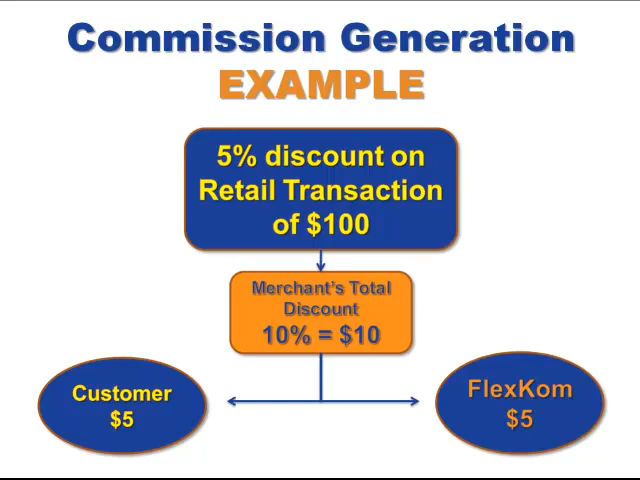 Commission Generation
EXAMPLE
5% discount on
Retail Transaction
of $100
Merchant's Total
Discount
10% = $10
Customer
$5
FlexKom
$5